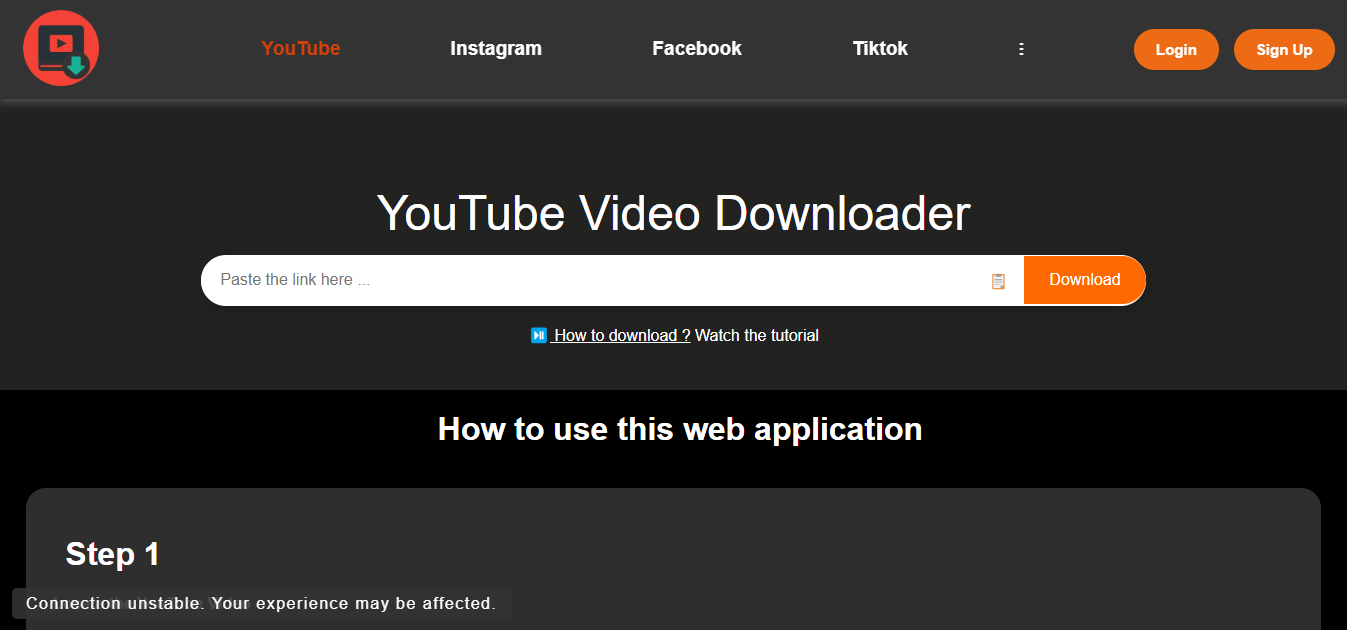 YouTube Instagram Facebook Tiktok Login Sign Up
YouTube Video Downloader
Paste the link here ... Download
How to download ? Watch the tutorial
How to use this web application
Step 1
Connection unstable. Your experience may be affected.